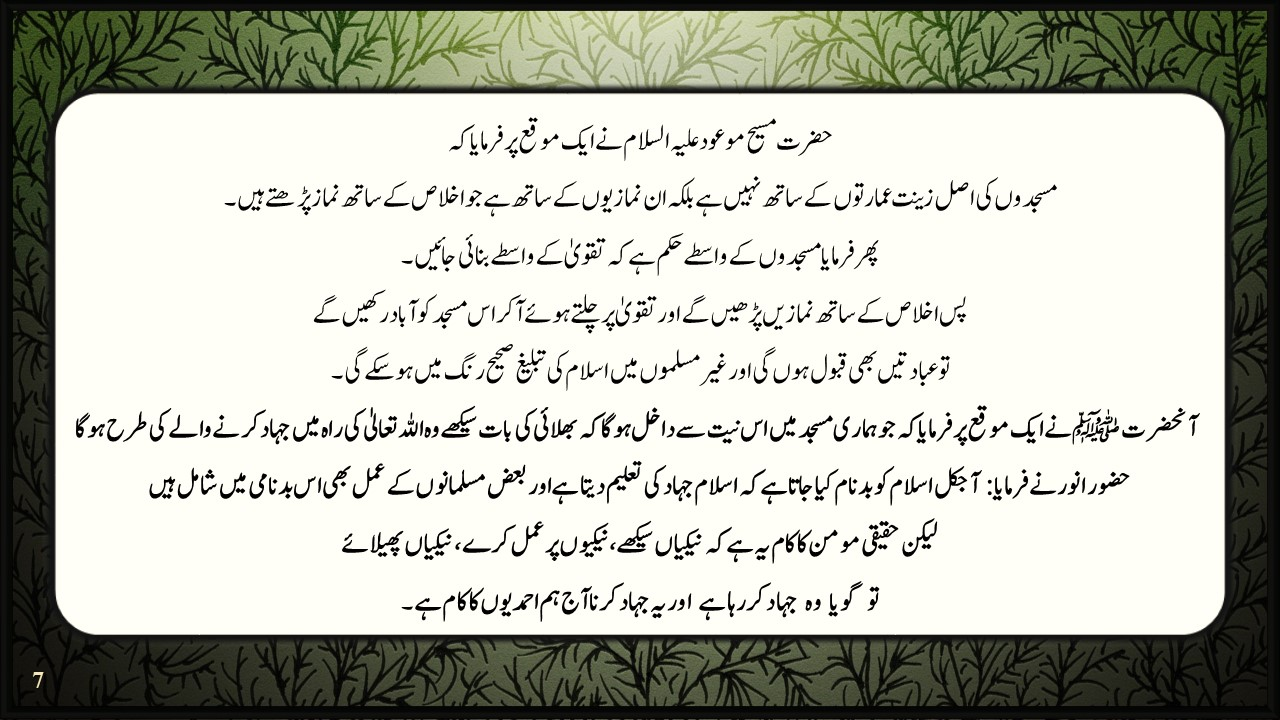 حضرت مسیح موعود علیہ السلام نے ایک موقع پر فرمایا کہ
مسجدوں کی اصل زینت عمارتوں کے ساتھ نہیں ہے بلکہ ان نمازیوں کے ساتھ ہے جو اخلاص کے ساتھ نماز پڑھتے ہیں۔
پھر فرمایا مسجدوں کے واسطے حکم ہے کہ تقویٰ کے واسطے بنائی جائیں۔
پس اخلاص کے ساتھ نمازیں پڑھیں گے اور تقویٰ پر چلتے ہوئے آکر اس مسجد کو آباد رکھیں گے
تو عبادتیں بھی قبول ہوں گی اور غیر مسلموں میں اسلام کی تبلیغ صحیح رنگ میں ہو سکے گی۔
آنحضرت ﷺ نے ایک موقع پر فرمایا کہ جو ہماری مسجد میں اس نیت سے داخل ہوگا کہ بھلائی کی بات سیکھے وہ اللہ تعالیٰ کی راہ میں جہاد کرنے والے کی طرح ہوگا
حضور انور نے فرمایا: آجکل اسلام کو بدنام کیا جاتا ہے کہ اسلام جہاد کی تعلیم دیتا ہے اور بعض مسلمانوں کے عمل بھی اس بدنامی میں شامل ہیں
لیکن حقیقی مومن کا کام یہ ہے کہ نیکیاں سیکھے، نیکیوں پر عمل کرے، نیکیاں پھیلائے
تو گویا وہ جہاد کر رہا ہے اور یہ جہاد کرنا آج ہم احمدیوں کا کام ہے۔
7